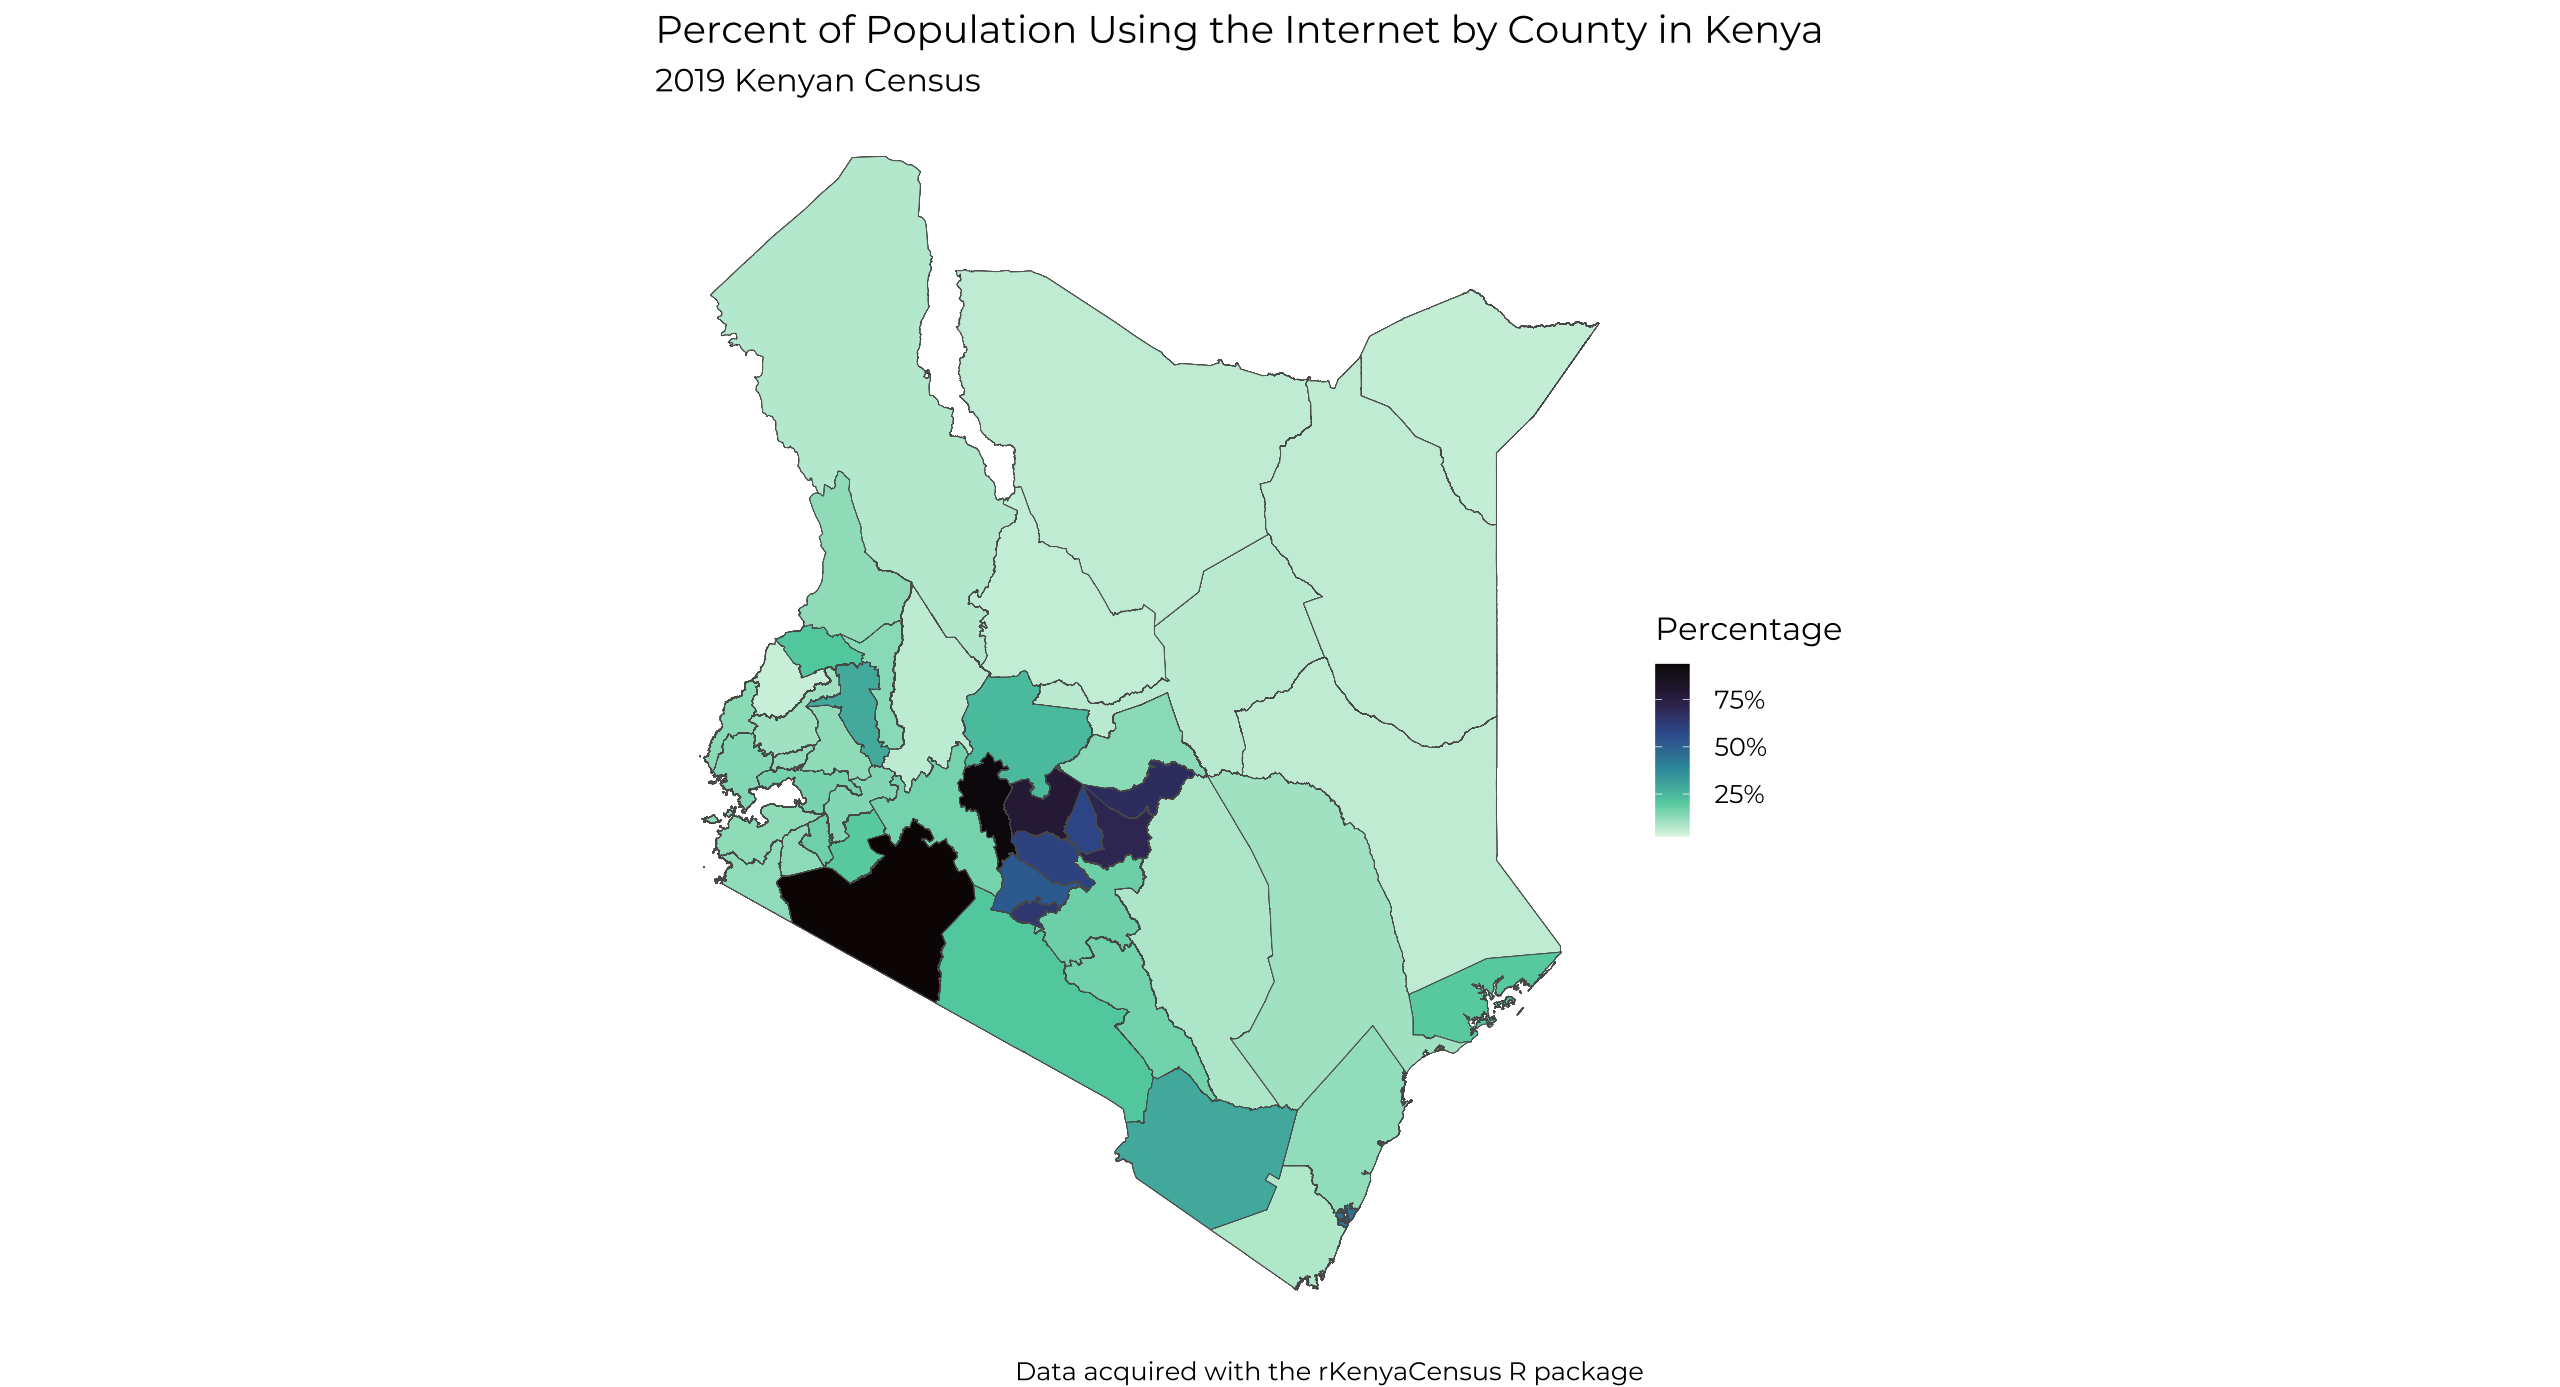 Percent of Population Using the Internet by County in Kenya
2019 Kenyan Census
Percentage
75%
50%
25%
Data acquired with the rKenyaCensus R package